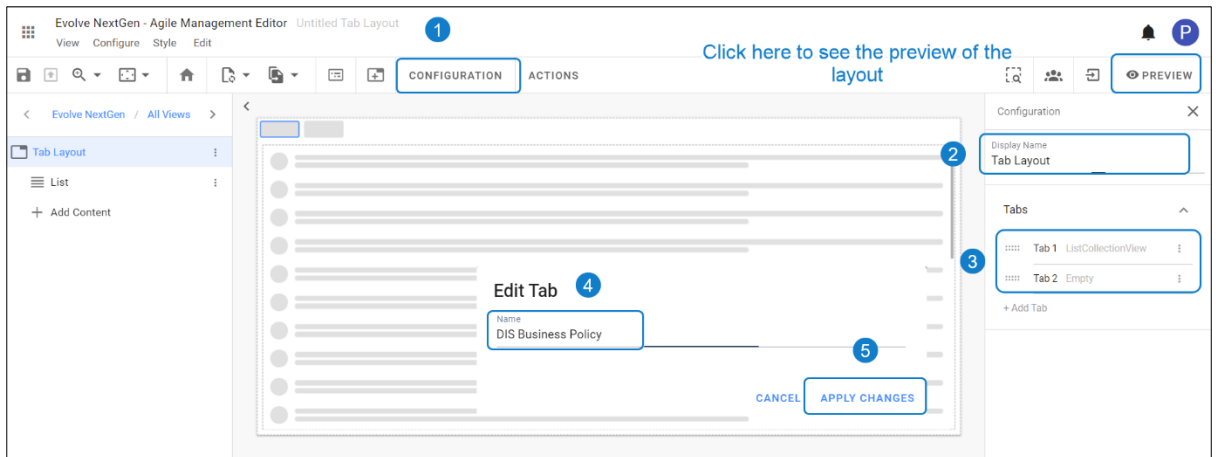 Evolve NextGen - Agile Management Editor Untitled Tab Layout
View Configure Style Edit
1
Click here to see the preview of the
layout
P
CONFIGURATION ACTIONS
PREVIEW
Evolve NextGen / All Views
Tab Layout
List
+ Add Content
Configuration
2
Display Name
Tab Layout
Tabs
3
Tab 1 ListCollectionView
Tab 2 Empty
+ Add Tab
Edit Tab
4
Name
DIS Business Policy
5
CANCEL APPLY CHANGES